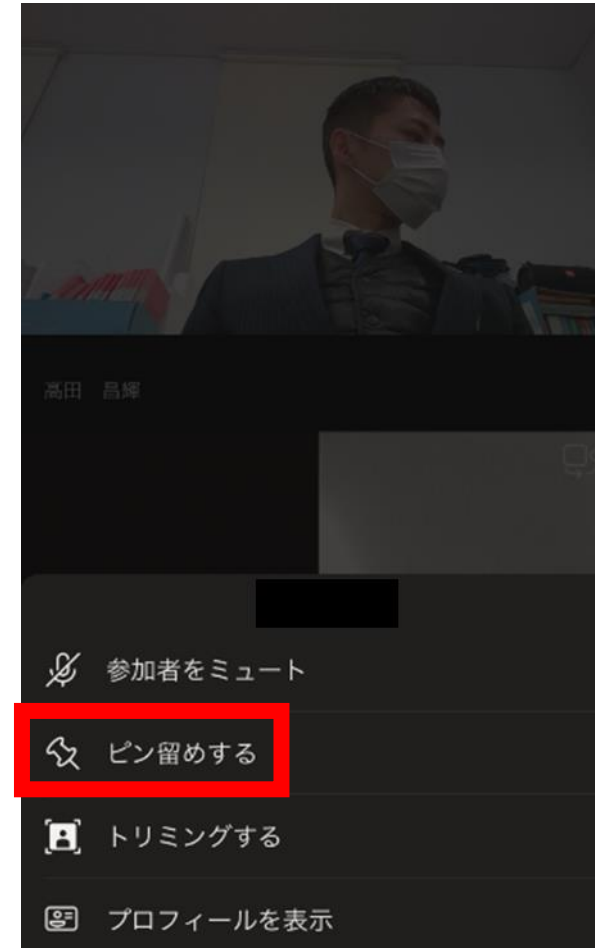 高田 昌輝
参加者をミュート
ピン留めする
トリミングする
プロフィールを表示